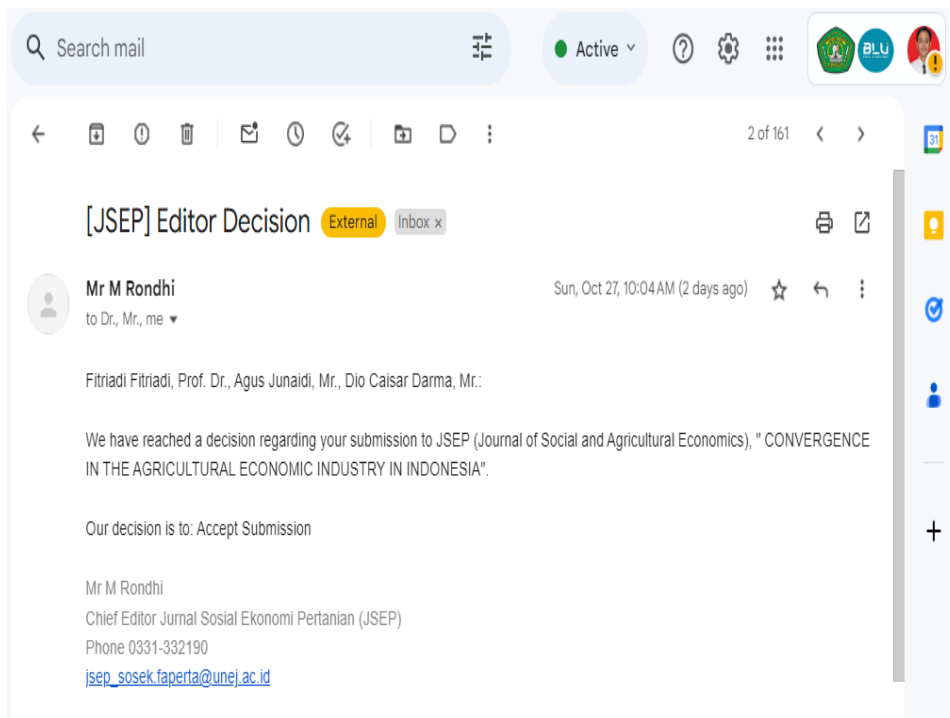 Search mail
Active
BLU
2 of 161
31
[JSEP] Editor Decision External Inbox ×
Mr M Rondhi
Sun, Oct 27, 10:04 AM (2 days ago)
to Dr., Mr., me
Fitriadi Fitriadi, Prof. Dr., Agus Junaidi, Mr., Dio Caisar Darma, Mr.:
We have reached a decision regarding your submission to JSEP (Journal of Social and Agricultural Economics), " CONVERGENCE
IN THE AGRICULTURAL ECONOMIC INDUSTRY IN INDONESIA".
Our decision is to: Accept Submission
Mr M Rondhi
Chief Editor Jurnal Sosial Ekonomi Pertanian (JSEP)
Phone 0331-332190
jsep_sosek.faperta@unej.ac.id